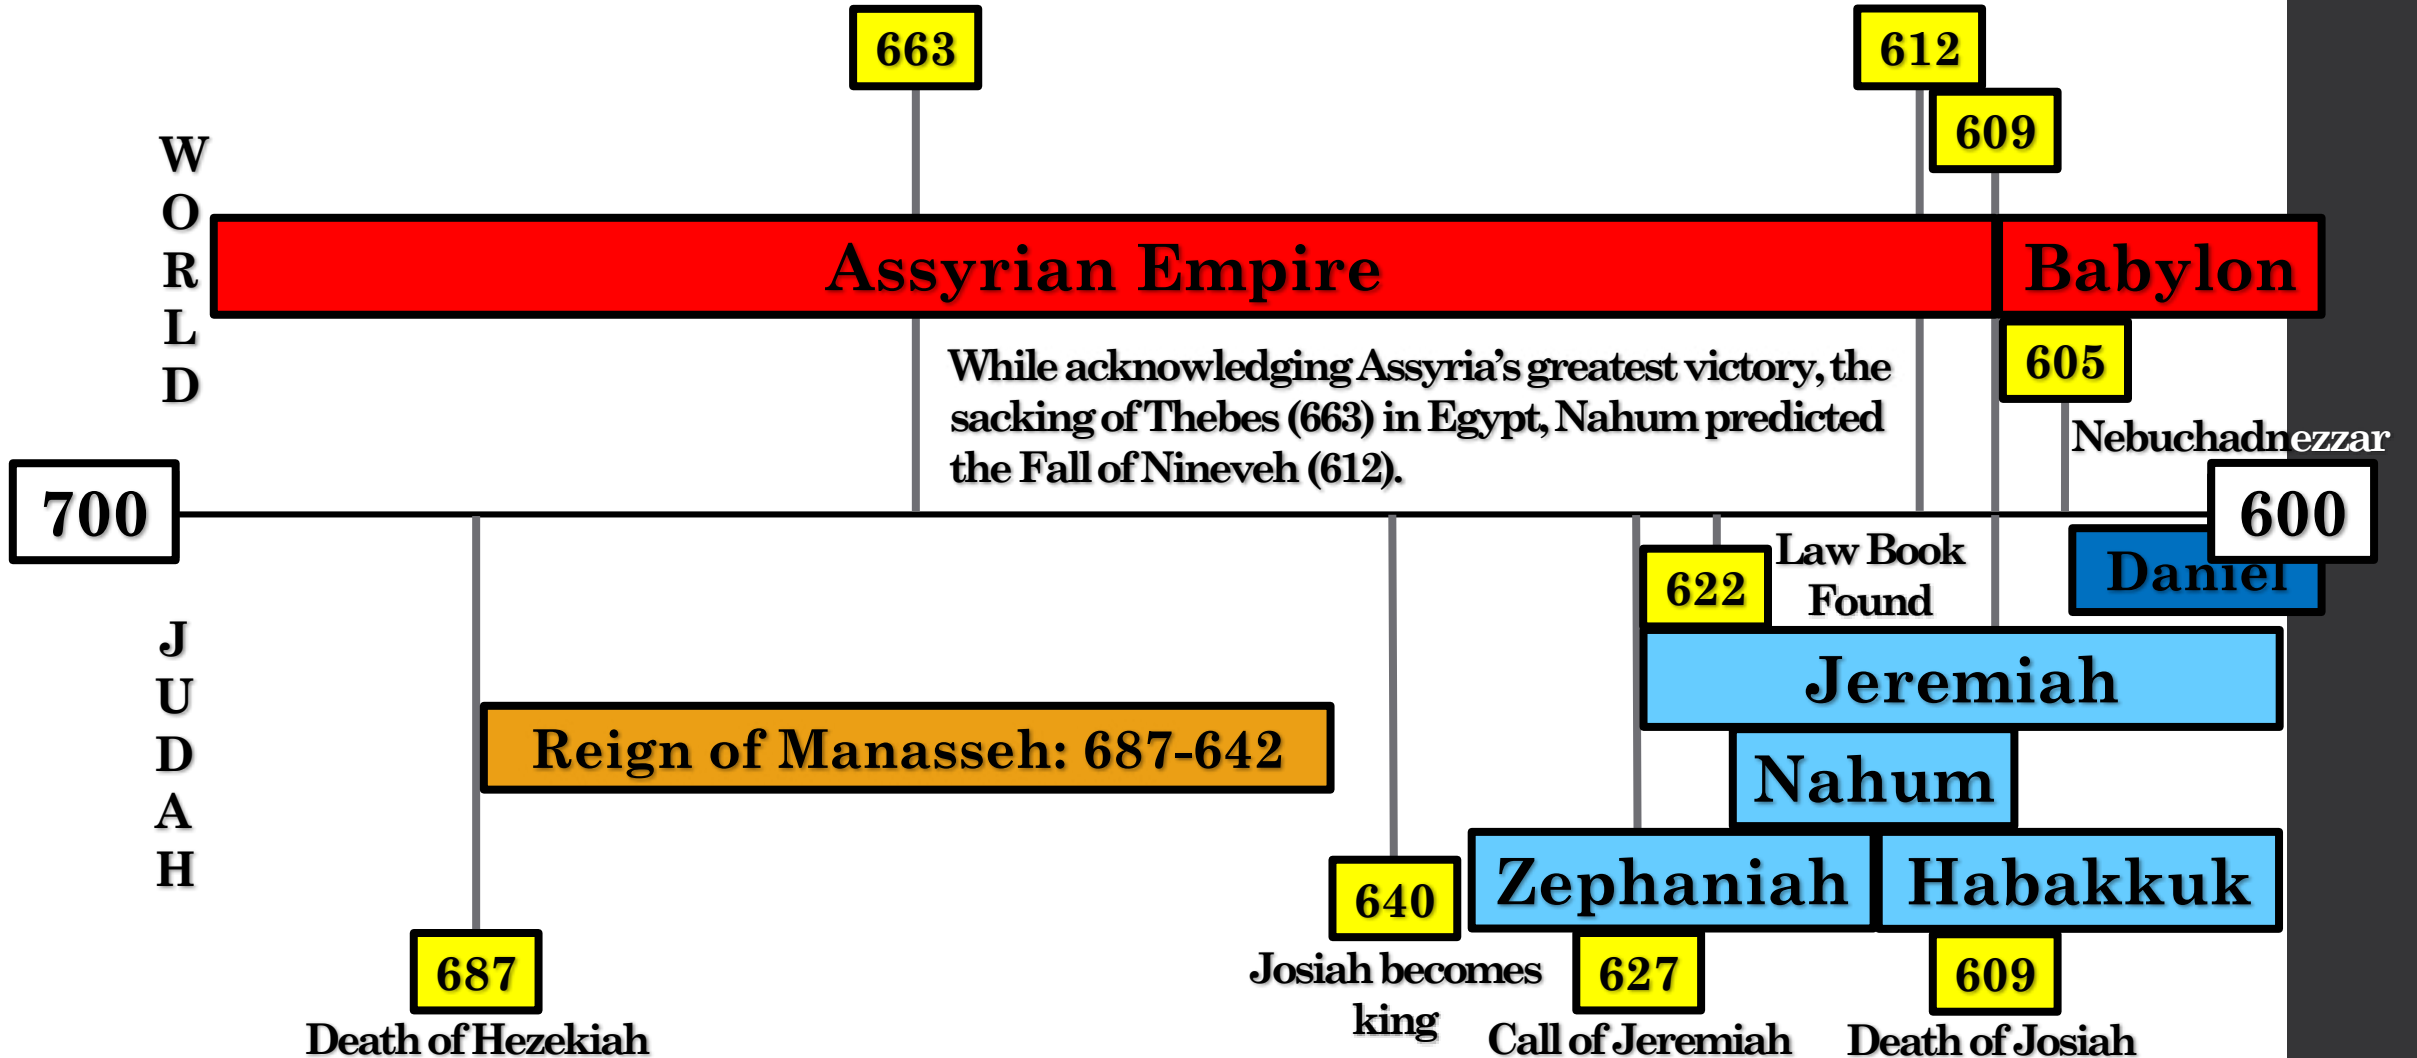 663
612
609
WORLD
Assyrian Empire
Babylon
605
While acknowledging Assyria’s greatest victory, the
sacking of Thebes (663) in Egypt, Nahum predicted
the Fall of Nineveh (612).
Nebuchadnezzar
700
600
Law Book
Found
622
Daniel
JUDAH
Jeremiah
Reign of Manasseh: 687-642
Nahum
Zephaniah
Habakkuk
640
Josiah becomes
king
687
Death of Hezekiah
627
Call of Jeremiah
609
Death of Josiah